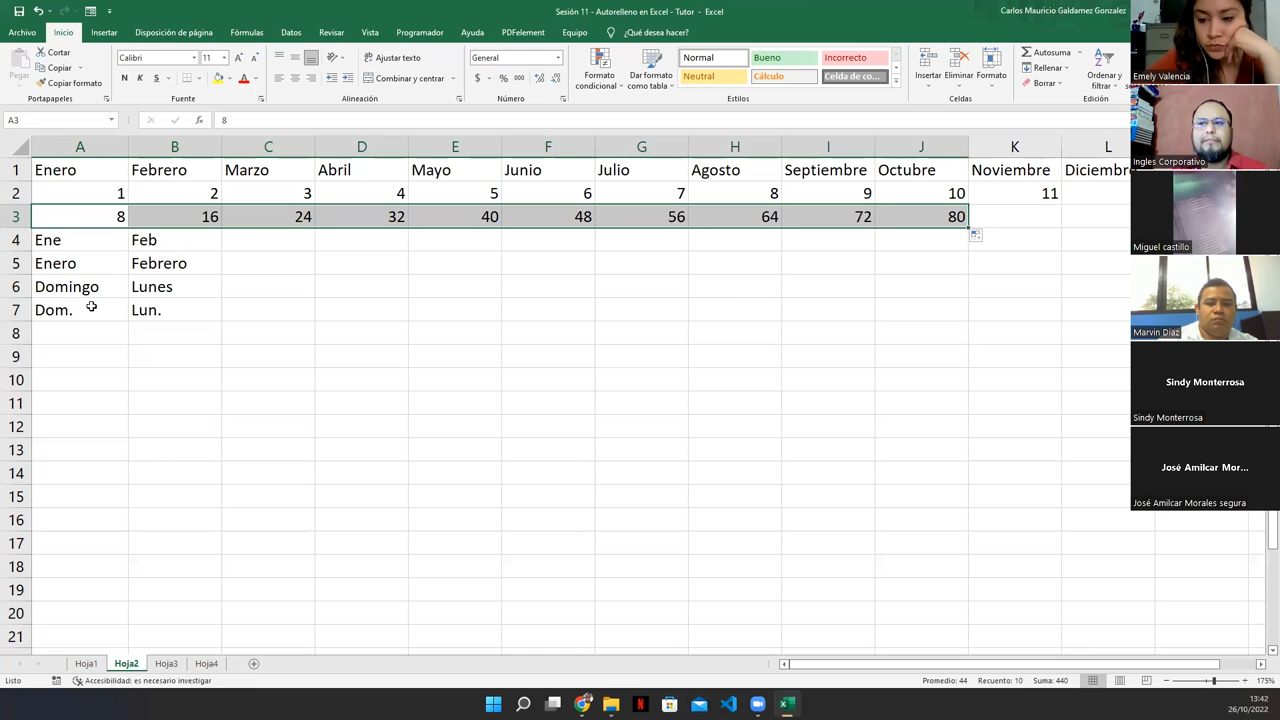 Sesión 11 - Autorelleno en Excel - Tutor - Excel
Carlos Mauricio Galdamez Gonzalez
Archivo Inicio Insertar Disposición de página Fórmulas Datos Revisar Vista Programador Ayuda PDFelement Equipo ¿Qué desea hacer?
Pegar
Cortar
Copiar
Copiar formato
Portapapeles
Calibri 11
N K S
Fuente
Ajustar texto
Combinar y centrar
Alineación
General
$ % 000
Número
Formato condicional
Dar formato como tabla
Normal Bueno Incorrecto
Neutral Cálculo Celda de co...
Estilos
Insertar Eliminar Formato
Celdas
Autosuma
Rellenar
Borrar
Ordenar y filtrar
Edición
A3 fx 8
A B C D E F G H I J K L
1 Enero Febrero Marzo Abril Mayo Junio Julio Agosto Septiembre Octubre Noviembre Diciembre
2 1 2 3 4 5 6 7 8 9 10 11
3 8 16 24 32 40 48 56 64 72 80
4 Ene Feb
5 Enero Febrero
6 Domingo Lunes
7 Dom. Lun.
8
9
10
11
12
13
14
15
16
17
18
19
20
21
Hoja1 Hoja2 Hoja3 Hoja4
Listo Accesibilidad: es necesario investigar Promedio: 44 Recuento: 10 Suma: 440 175%
13:42
26/10/2022
Emely Valencia
Ingles Corporativo
Miguel castillo
Marvin Diaz
Sindy Monterrosa
Sindy Monterrosa
José Amilcar Mor...
José Amilcar Morales segura